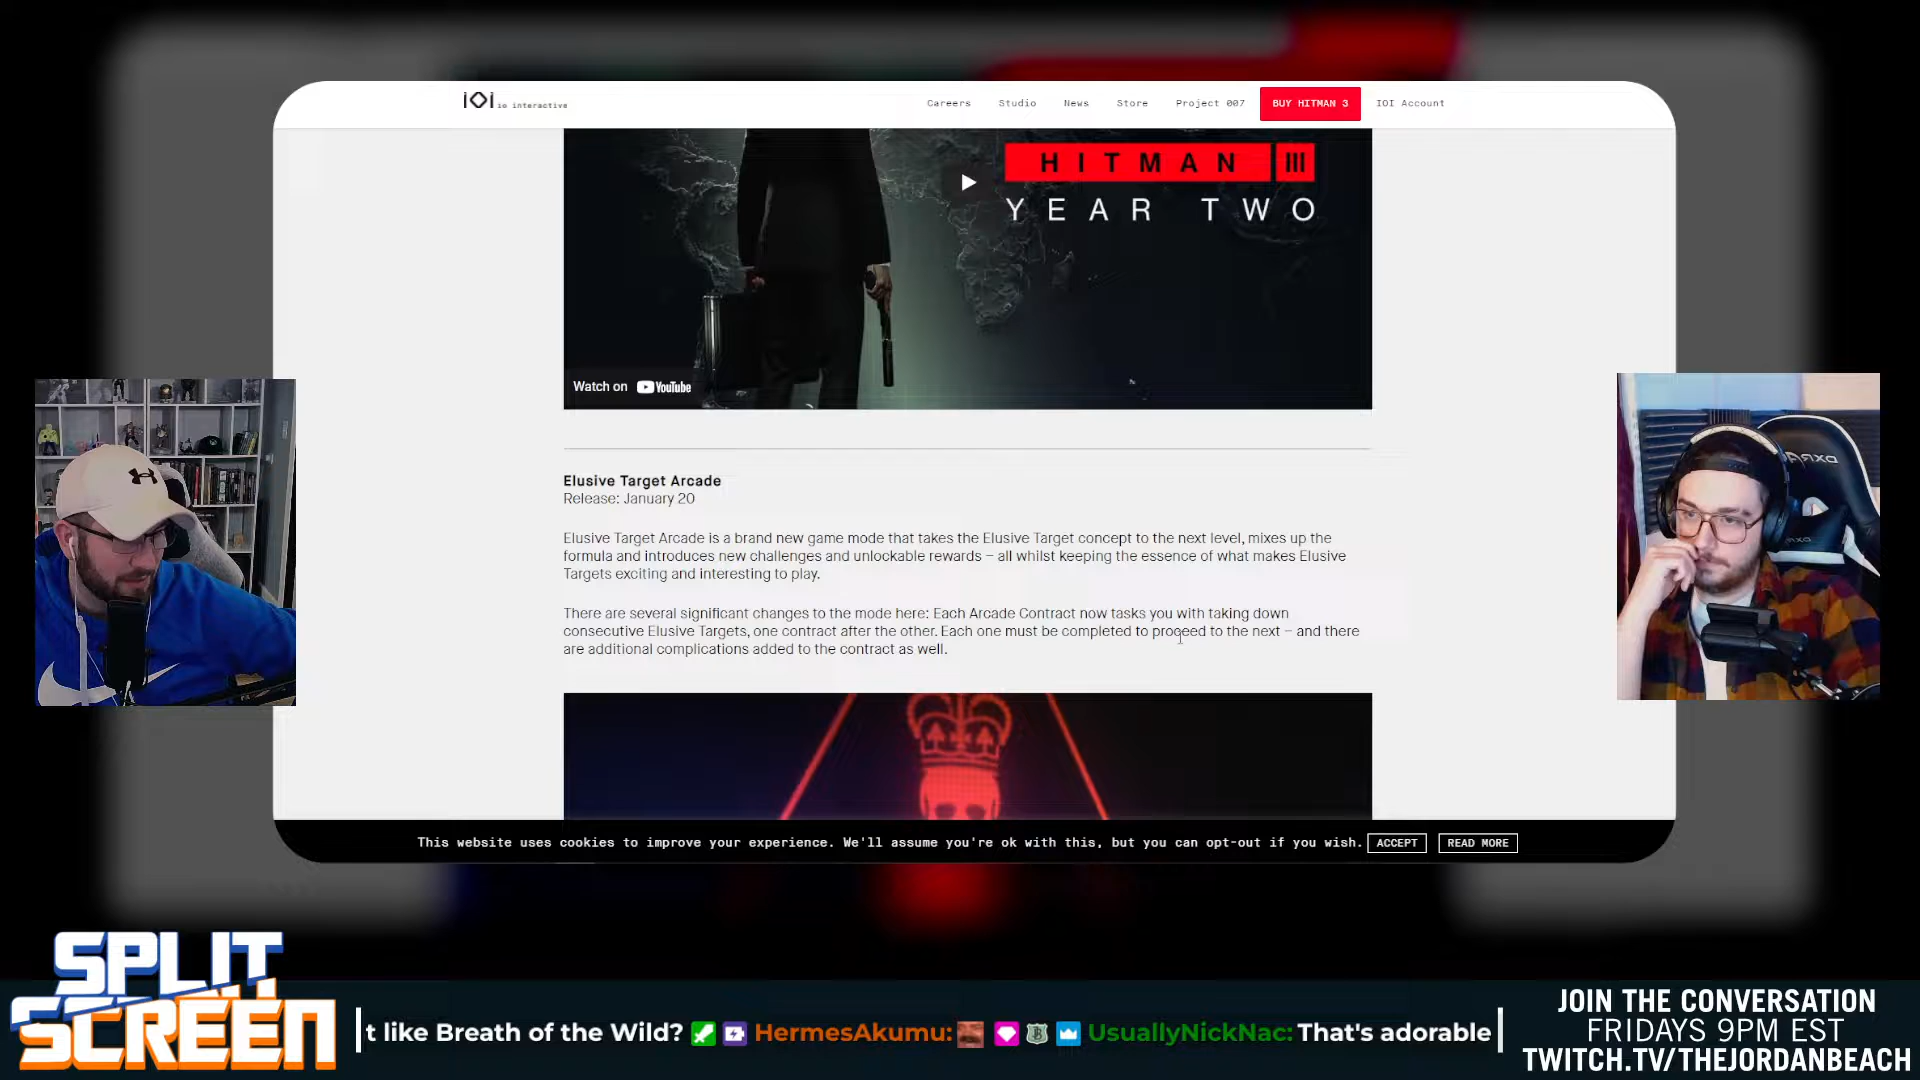 IOI io interactive
Careers Studio News Store Project 007 BUY HITMAN 3 IOI Account
HITMAN III
YEAR TWO
Watch on YouTube
Elusive Target Arcade
Release: January 20
Elusive Target Arcade is a brand new game mode that takes the Elusive Target concept to the next level, mixes up the
formula and introduces new challenges and unlockable rewards – all whilst keeping the essence of what makes Elusive
Targets exciting and interesting to play.
There are several significant changes to the mode here: Each Arcade Contract now tasks you with taking down
consecutive Elusive Targets, one contract after the other. Each one must be completed to proceed to the next – and there
are additional complications added to the contract as well.
This website uses cookies to improve your experience. We'll assume you're ok with this, but you can opt-out if you wish. ACCEPT READ MORE
SPLIT
SCREEN
t like Breath of the Wild? HermesAkumu: UsuallyNickNac: That's adorable
JOIN THE CONVERSATION
FRIDAYS 9PM EST
TWITCH.TV/THEJORDANBEACH